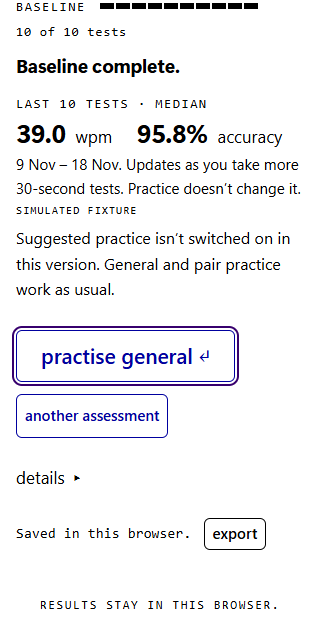 BASELINE
10 of 10 tests
Baseline complete.
LAST 10 TESTS · MEDIAN
39.0 wpm 95.8% accuracy
9 Nov – 18 Nov. Updates as you take more
30-second tests. Practice doesn't change it.
SIMULATED FIXTURE
Suggested practice isn't switched on in
this version. General and pair practice
work as usual.
practise general ↵
another assessment
details ▸
Saved in this browser. export
RESULTS STAY IN THIS BROWSER.